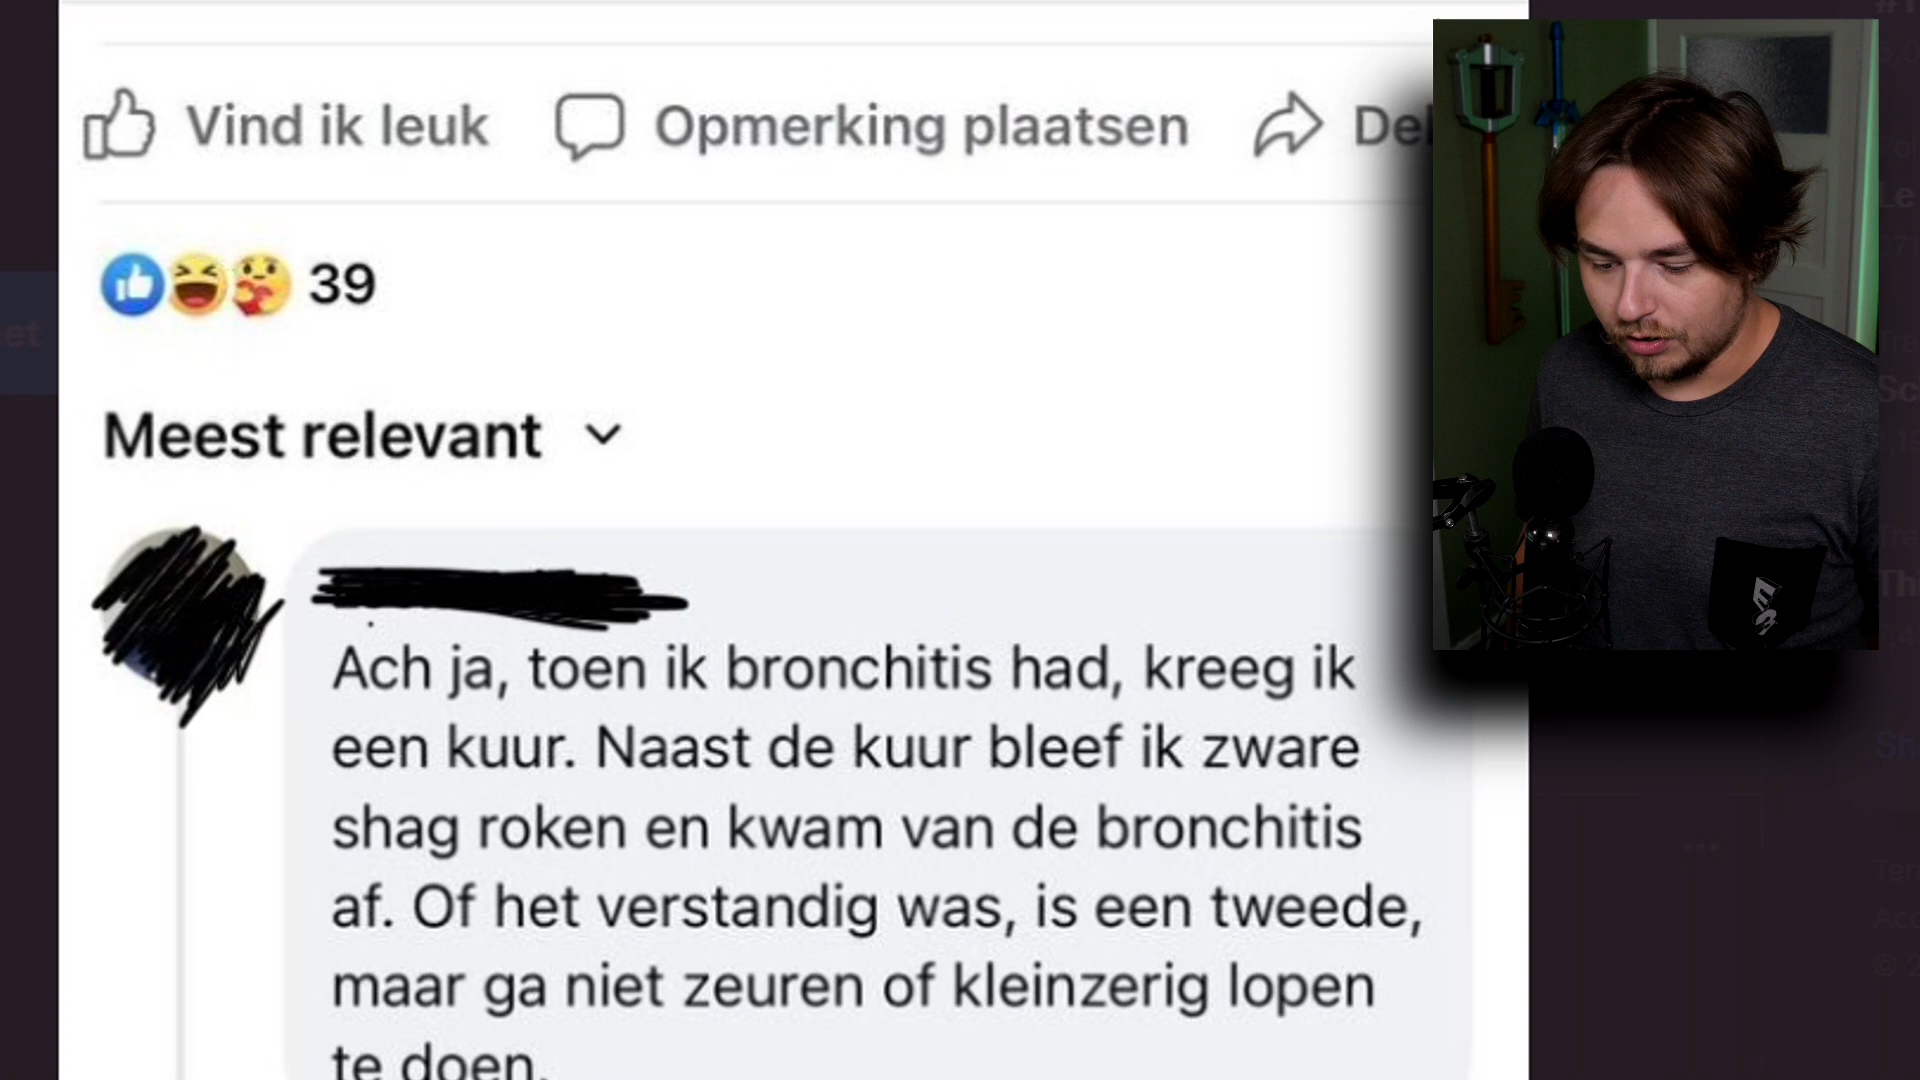 Vind ik leuk
Opmerking plaatsen
39
Meest relevant
Ach ja, toen ik bronchitis had, kreeg ik
een kuur. Naast de kuur bleef ik zware
shag roken en kwam van de bronchitis
af. Of het verstandig was, is een tweede,
maar ga niet zeuren of kleinzerig lopen
te doen.
E3